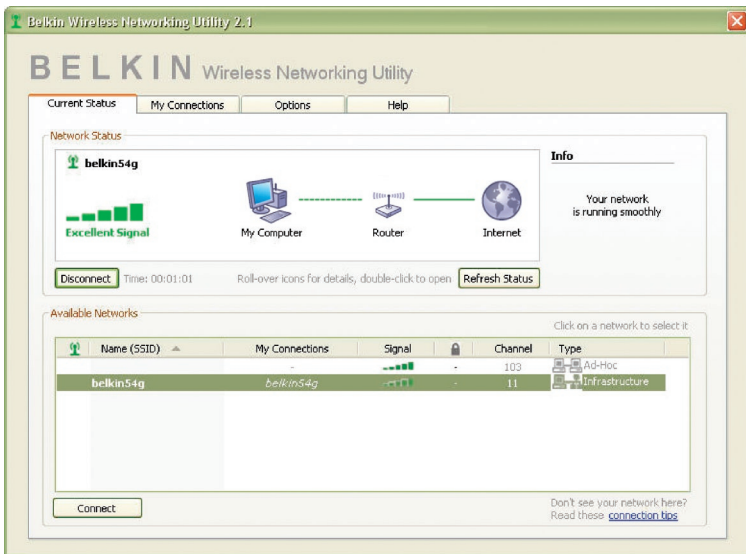 Belkin Wireless Networking Utility 2.1
BELKIN Wireless Networking Utility
Current Status My Connections Options Help
Network Status
belkin54g
Excellent Signal
My Computer Router Internet
Info
Your network
is running smoothly
Disconnect Time: 00:01:01 Roll-over icons for details, double-click to open Refresh Status
Available Networks
Click on a network to select it
Name (SSID) My Connections Signal Channel Type
- - 103 Ad-Hoc
belkin54g belkin54g - 11 Infrastructure
Connect
Don't see your network here?
Read these connection tips